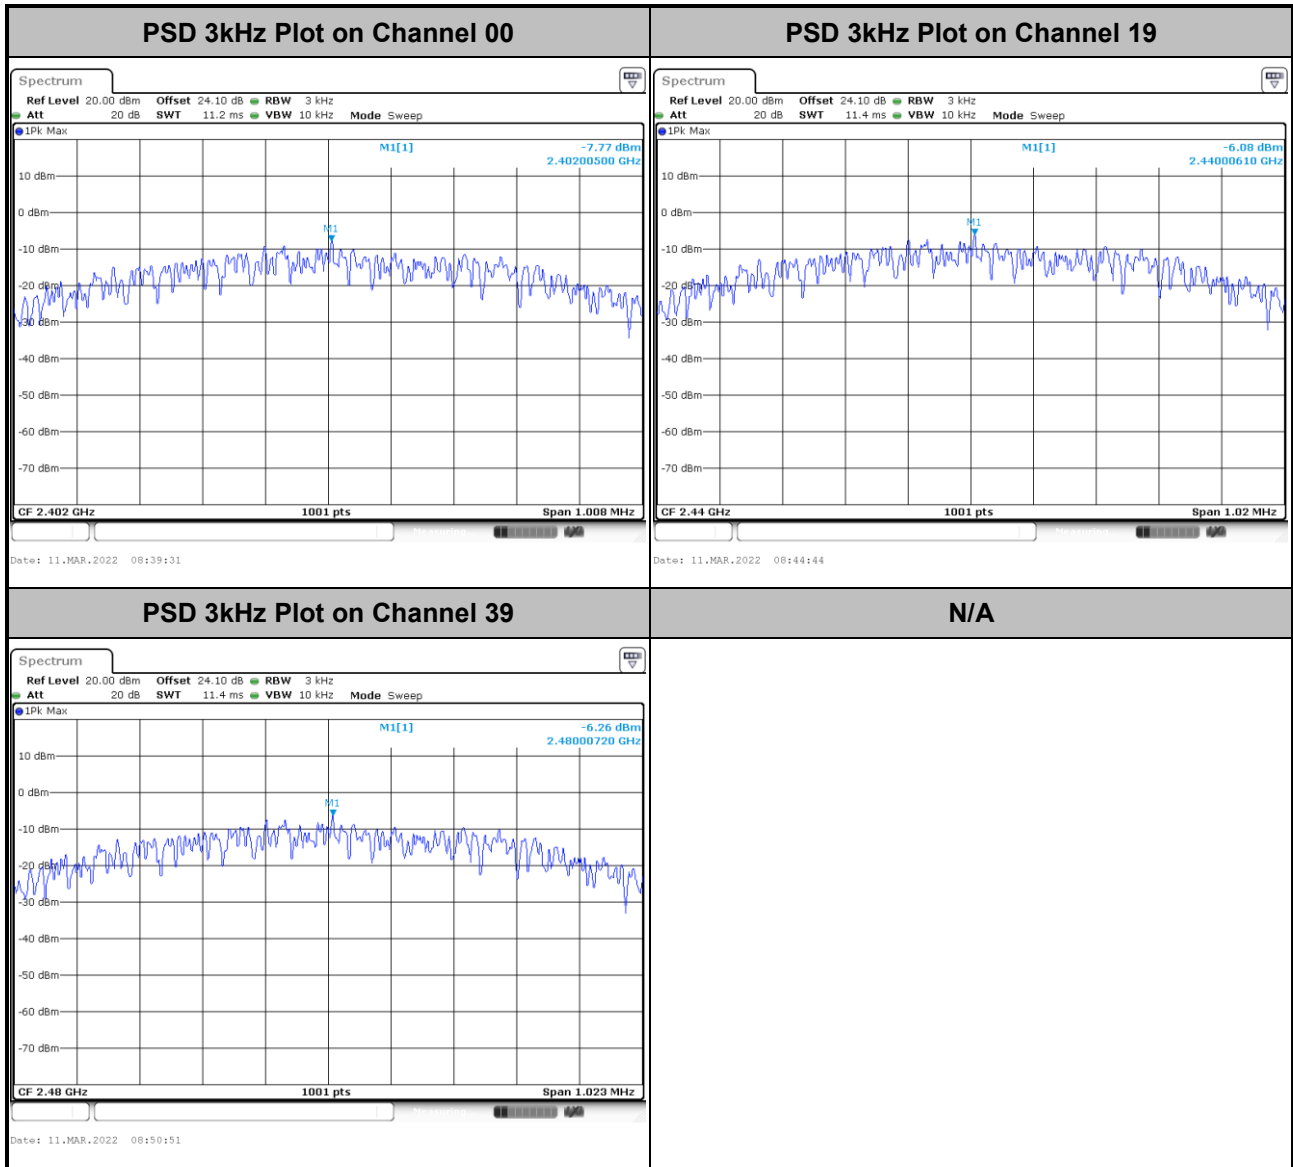 PSD 3kHz Plot on Channel 00
Spectrum
Ref Level 20.00 dBm Offset 24.10 dB RBW 3 kHz
Att 20 dB SWT 11.2 ms VBW 10 kHz Mode Sweep
1Pk Max
M1[1] -7.77 dBm
2.40200500 GHz
10 dBm
0 dBm
M1
-10 dBm
-20 dBm
-30 dBm
-40 dBm
-50 dBm
-60 dBm
-70 dBm
CF 2.402 GHz 1001 pts Span 1.008 MHz
Measuring...
Date: 11.MAR.2022 08:39:31
PSD 3kHz Plot on Channel 19
Spectrum
Ref Level 20.00 dBm Offset 24.10 dB RBW 3 kHz
Att 20 dB SWT 11.4 ms VBW 10 kHz Mode Sweep
1Pk Max
M1[1] -6.08 dBm
2.44000610 GHz
10 dBm
0 dBm
M1
-10 dBm
-20 dBm
-30 dBm
-40 dBm
-50 dBm
-60 dBm
-70 dBm
CF 2.44 GHz 1001 pts Span 1.02 MHz
Measuring...
Date: 11.MAR.2022 08:44:44
PSD 3kHz Plot on Channel 39
Spectrum
Ref Level 20.00 dBm Offset 24.10 dB RBW 3 kHz
Att 20 dB SWT 11.4 ms VBW 10 kHz Mode Sweep
1Pk Max
M1[1] -6.26 dBm
2.48000720 GHz
10 dBm
0 dBm
M1
-10 dBm
-20 dBm
-30 dBm
-40 dBm
-50 dBm
-60 dBm
-70 dBm
CF 2.48 GHz 1001 pts Span 1.023 MHz
Measuring...
Date: 11.MAR.2022 08:50:51
N/A